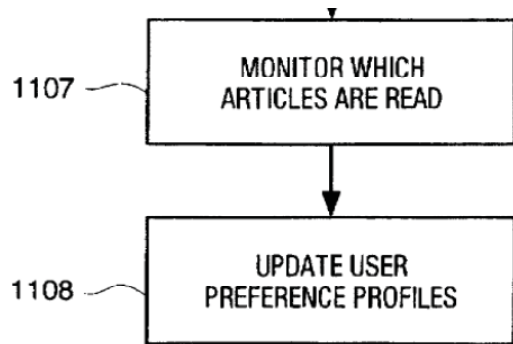 1107
MONITOR WHICH
ARTICLES ARE READ
1108
UPDATE USER
PREFERENCE PROFILES